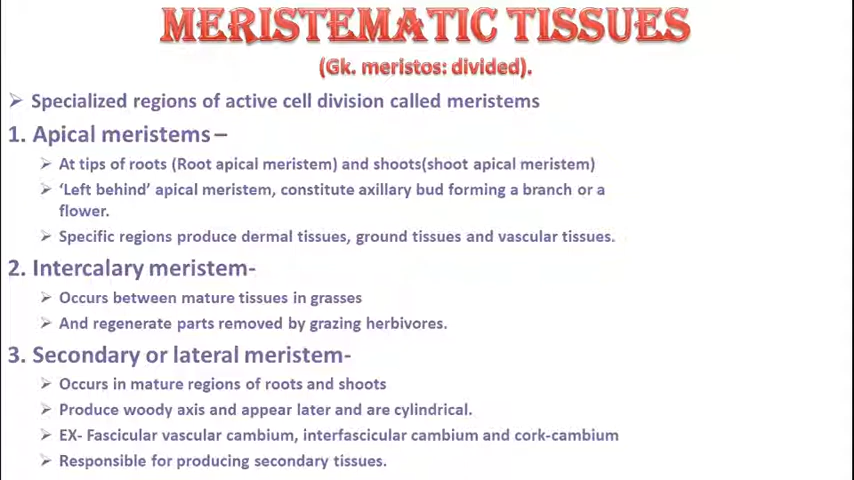 MERISTEMATIC TISSUES
(Gk. meristos: divided).
➢ Specialized regions of active cell division called meristems
1. Apical meristems –
➢ At tips of roots (Root apical meristem) and shoots(shoot apical meristem)
➢ ‘Left behind’ apical meristem, constitute axillary bud forming a branch or a
flower.
➢ Specific regions produce dermal tissues, ground tissues and vascular tissues.
2. Intercalary meristem-
➢ Occurs between mature tissues in grasses
➢ And regenerate parts removed by grazing herbivores.
3. Secondary or lateral meristem-
➢ Occurs in mature regions of roots and shoots
➢ Produce woody axis and appear later and are cylindrical.
➢ EX- Fascicular vascular cambium, interfascicular cambium and cork-cambium
➢ Responsible for producing secondary tissues.